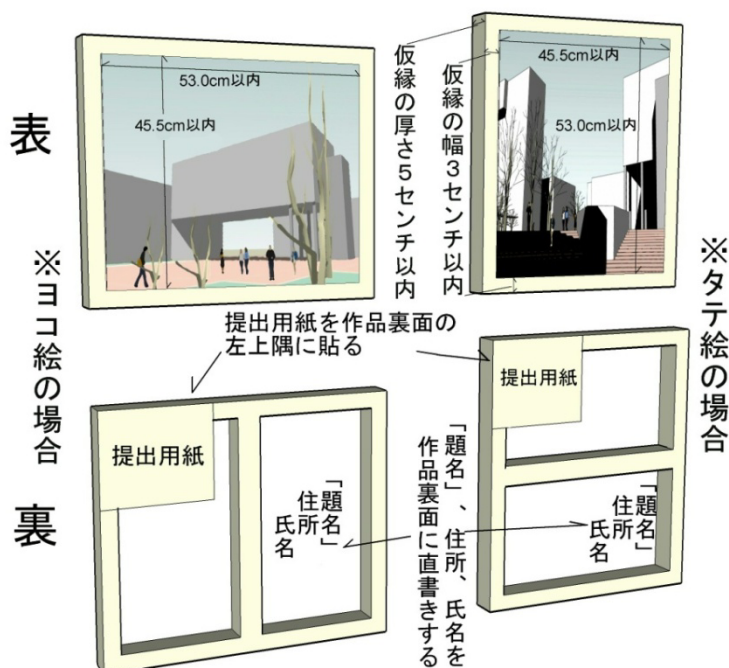 表
※ヨコ絵の場合
裏
53.0cm以内
45.5cm以内
仮縁の厚さ5センチ以内
仮縁の幅3センチ以内
45.5cm以内
53.0cm以内
※タテ絵の場合
提出用紙を作品裏面の
左上隅に貼る
提出用紙
「題名」
住所
氏名
「題名」、住所、氏名を
作品裏面に直書きする
提出用紙
「題名」
住所
氏名